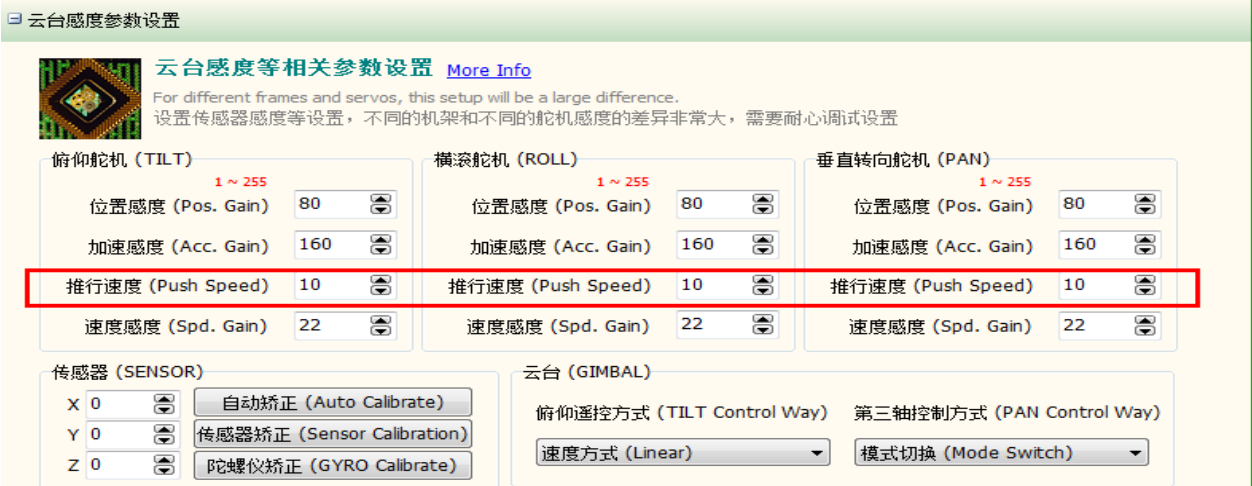 云台感度参数设置
云台感度等相关参数设置 More Info
For different frames and servos, this setup will be a large difference.
设置传感器感度等设置，不同的机架和不同的舵机感度的差异非常大，需要耐心调试设置
俯仰舵机 (TILT)
1 ~ 255
位置感度 (Pos. Gain) 80
加速感度 (Acc. Gain) 160
推行速度 (Push Speed) 10
速度感度 (Spd. Gain) 22
横滚舵机 (ROLL)
1 ~ 255
位置感度 (Pos. Gain) 80
加速感度 (Acc. Gain) 160
推行速度 (Push Speed) 10
速度感度 (Spd. Gain) 22
垂直转向舵机 (PAN)
1 ~ 255
位置感度 (Pos. Gain) 80
加速感度 (Acc. Gain) 160
推行速度 (Push Speed) 10
速度感度 (Spd. Gain) 22
传感器 (SENSOR)
X 0 自动矫正 (Auto Calibrate)
Y 0 传感器矫正 (Sensor Calibration)
Z 0 陀螺仪矫正 (GYRO Calibrate)
云台 (GIMBAL)
俯仰遥控方式 (TILT Control Way) 第三轴控制方式 (PAN Control Way)
速度方式 (Linear) 模式切换 (Mode Switch)